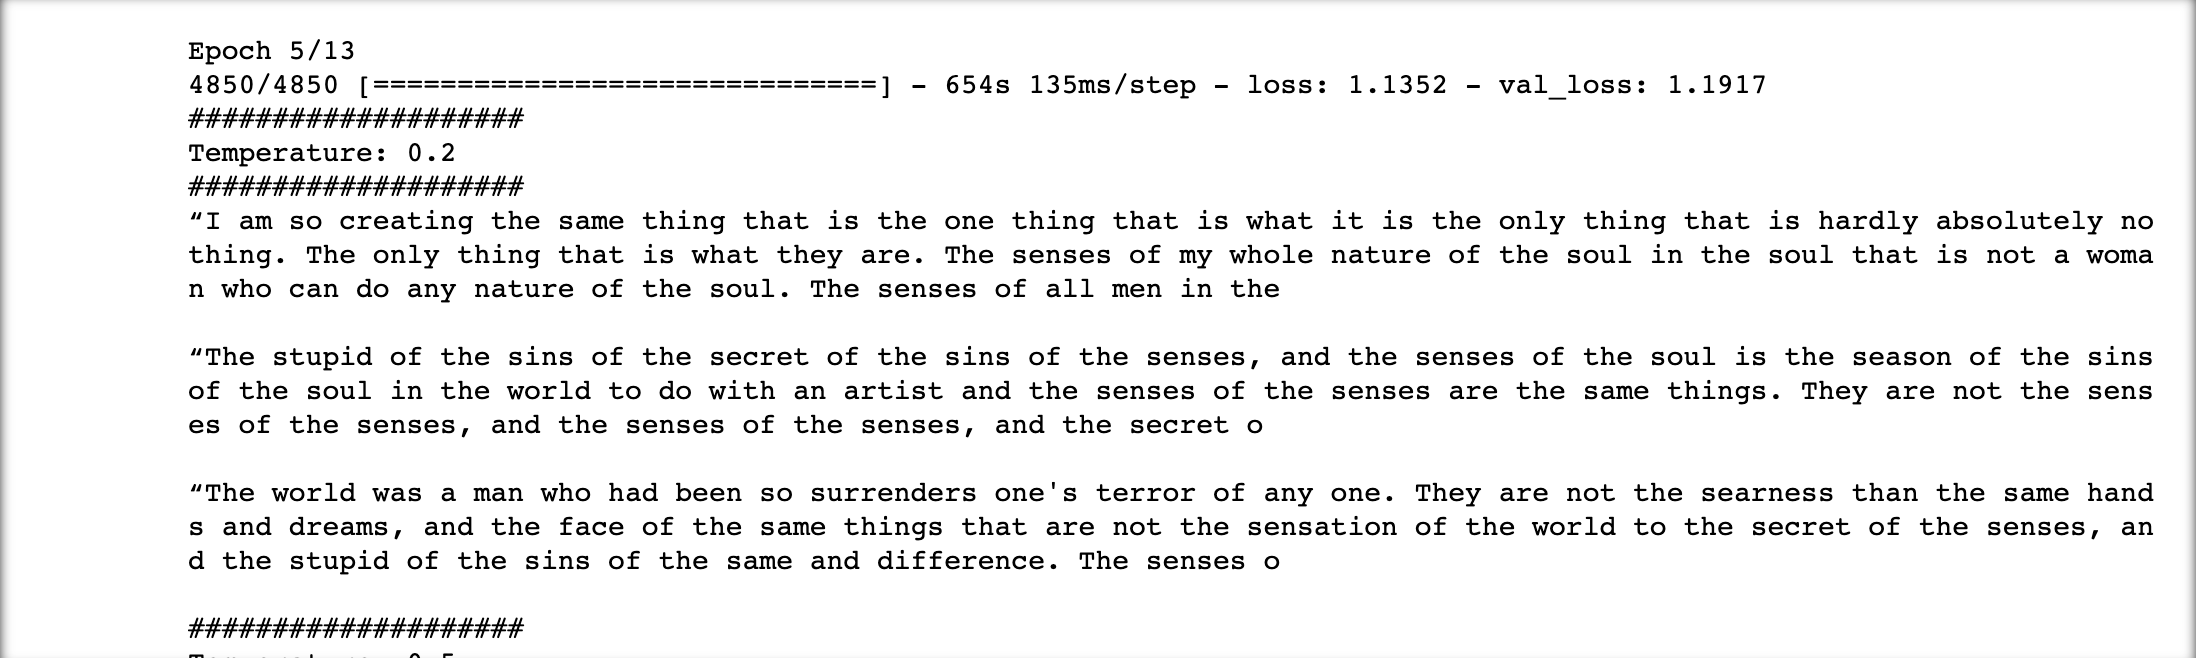 Epoch 5/13
4850/4850 [==============================] - 654s 135ms/step - loss: 1.1352 - val_loss: 1.1917
####################
Temperature: 0.2
####################
“I am so creating the same thing that is the one thing that is what it is the only thing that is hardly absolutely no
thing. The only thing that is what they are. The senses of my whole nature of the soul in the soul that is not a woma
n who can do any nature of the soul. The senses of all men in the
“The stupid of the sins of the secret of the sins of the senses, and the senses of the soul is the season of the sins
of the soul in the world to do with an artist and the senses of the senses are the same things. They are not the sens
es of the senses, and the senses of the senses, and the secret o
“The world was a man who had been so surrenders one's terror of any one. They are not the searness than the same hand
s and dreams, and the face of the same things that are not the sensation of the world to the secret of the senses, an
d the stupid of the sins of the same and difference. The senses o
####################